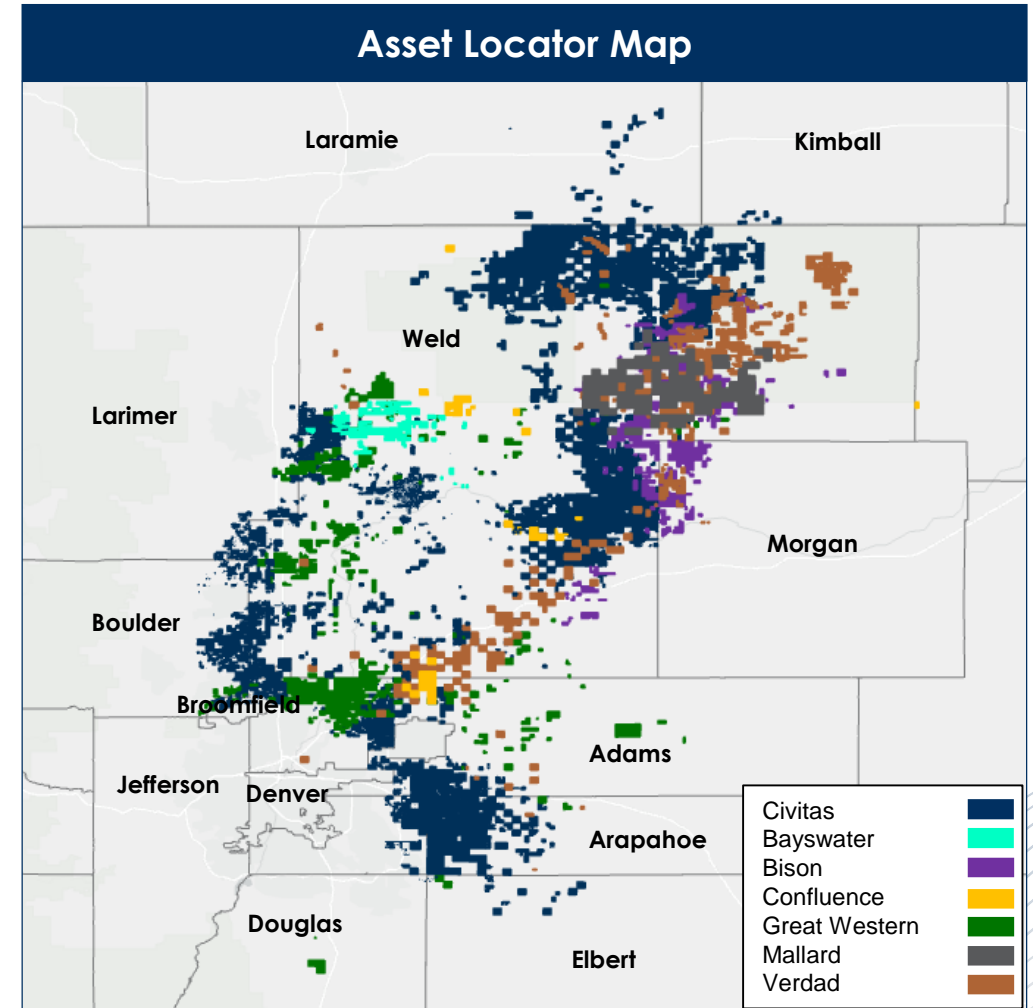 Asset Locator Map
Laramie
Kimball
Weld
Larimer
Morgan
Boulder
Broomfield
Adams
Jefferson
Denver
Arapahoe
Douglas
Elbert
Civitas
Bayswater
Bison
Confluence
Great Western
Mallard
Verdad